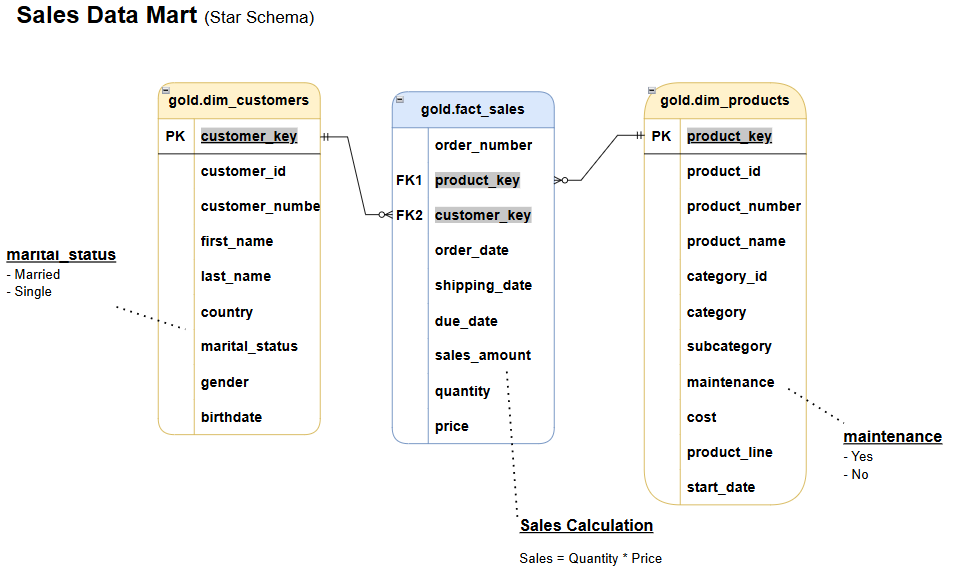 Sales Data Mart (Star Schema)
gold.dim_customers
PK customer_key
customer_id
customer_numbe
first_name
last_name
country
marital_status
gender
birthdate
marital_status
- Married
- Single
gold.fact_sales
order_number
FK1 product_key
FK2 customer_key
order_date
shipping_date
due_date
sales_amount
quantity
price
Sales Calculation
Sales = Quantity * Price
gold.dim_products
PK product_key
product_id
product_number
product_name
category_id
category
subcategory
maintenance
cost
product_line
start_date
maintenance
- Yes
- No